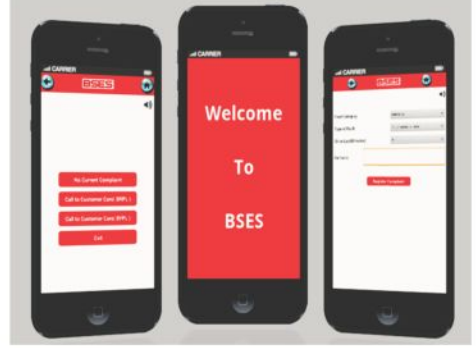 CARRIER
BSES
No Current Complaint
Call to Customer Care (BRPL)
Call to Customer Care (BYPL)
Exit
CARRIER
Welcome
To
BSES
CARRIER
BSES
Register Complaint